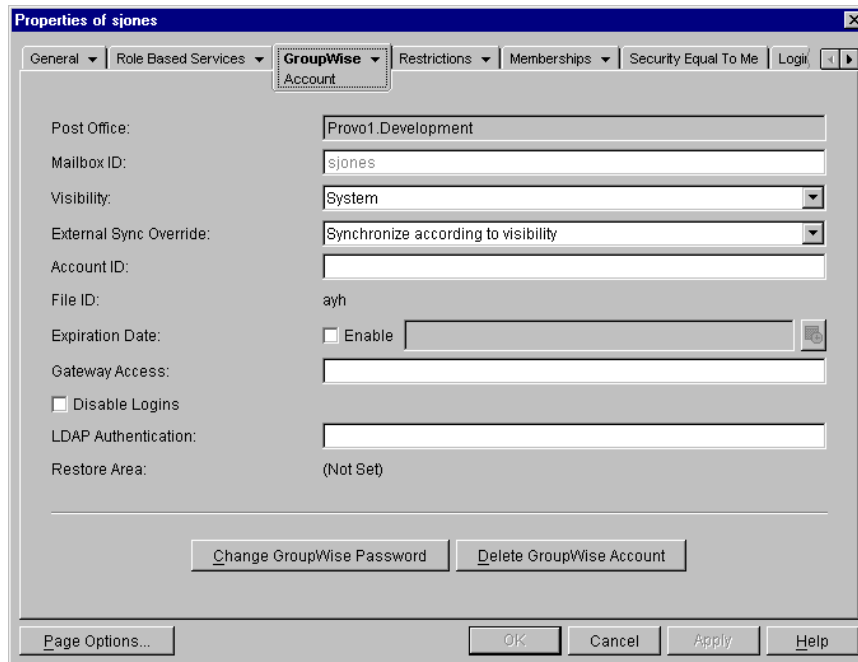 Properties of sjones
General Role Based Services GroupWise Restrictions Memberships Security Equal To Me Login
Account
Post Office: Provo1.Development
Mailbox ID: sjones
Visibility: System
External Sync Override: Synchronize according to visibility
Account ID:
File ID: ayh
Expiration Date: Enable
Gateway Access:
Disable Logins
LDAP Authentication:
Restore Area: (Not Set)
Change GroupWise Password Delete GroupWise Account
Page Options... OK Cancel Apply Help